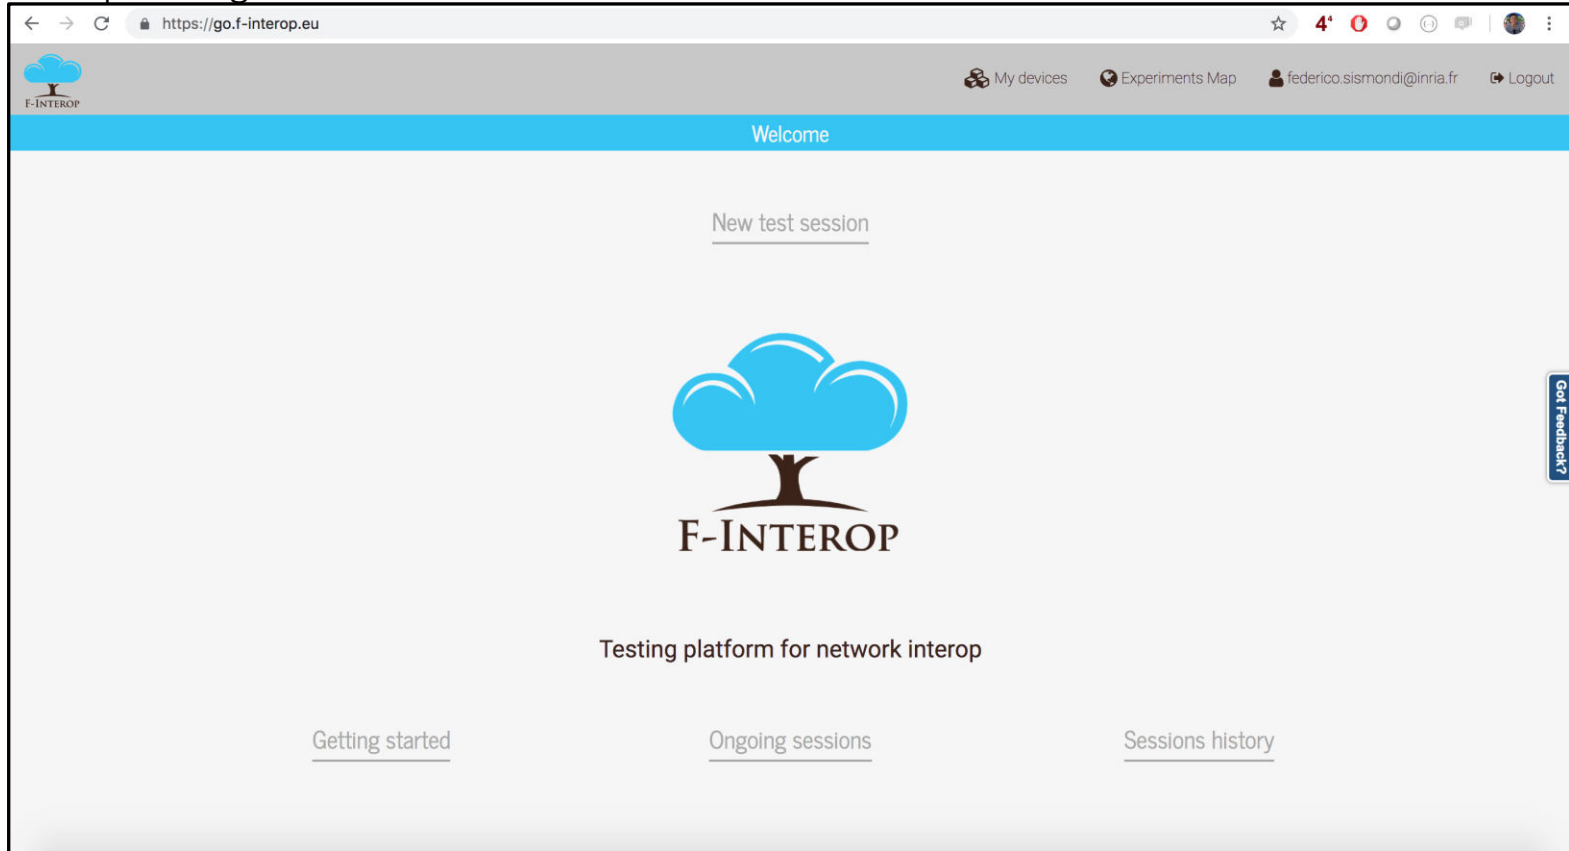 https://go.f-interop.eu
F-INTEROP
My devices
Experiments Map
federico.sismondi@inria.fr
Logout
Welcome
New test session
Got Feedback?
F-INTEROP
Testing platform for network interop
Getting started
Ongoing sessions
Sessions history